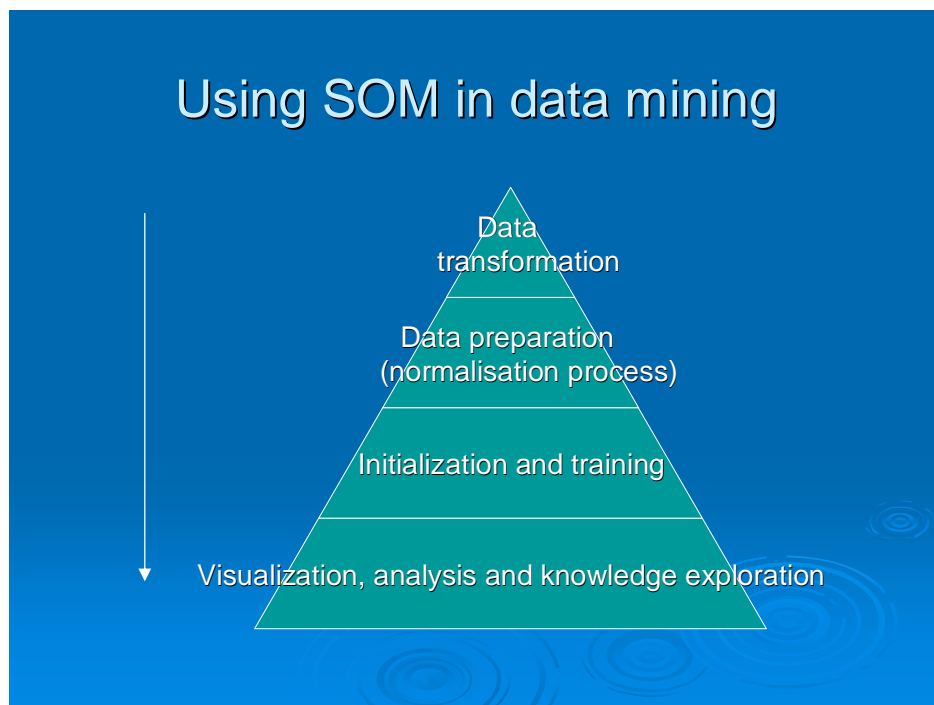 Using SOM in data mining
Data
transformation
Data preparation
(normalisation process)
Initialization and training
Visualization, analysis and knowledge exploration